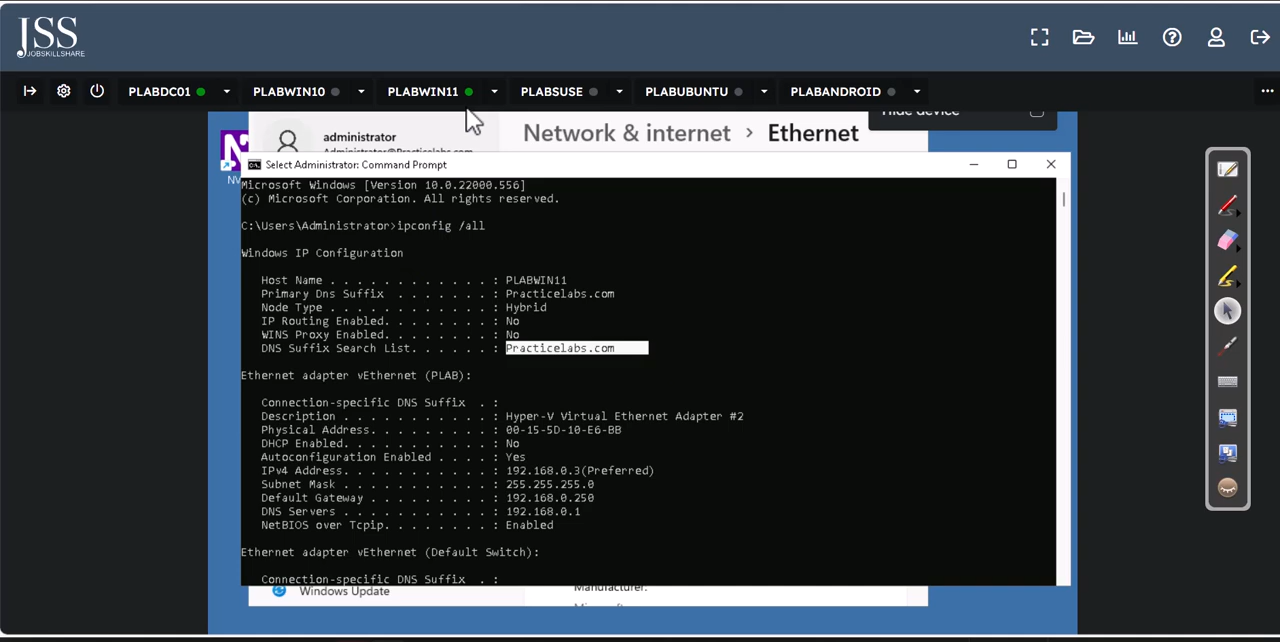 JSS
JOBSKILLSHARE
PLABDC01 PLABWIN10 PLABWIN11 PLABSUSE PLABUBUNTU PLABANDROID
Hide device
administrator
Administrator@Practicelabs.com
Network & internet > Ethernet
Select Administrator: Command Prompt
Microsoft Windows [Version 10.0.22000.556]
(c) Microsoft Corporation. All rights reserved.
C:\Users\Administrator>ipconfig /all
Windows IP Configuration
Host Name . . . . . . . . . . . . : PLABWIN11
Primary Dns Suffix  . . . . . . . : Practicelabs.com
Node Type . . . . . . . . . . . . : Hybrid
IP Routing Enabled. . . . . . . . : No
WINS Proxy Enabled. . . . . . . . : No
DNS Suffix Search List. . . . . . : Practicelabs.com
Ethernet adapter vEthernet (PLAB):
Connection-specific DNS Suffix  . :
Description . . . . . . . . . . . : Hyper-V Virtual Ethernet Adapter #2
Physical Address. . . . . . . . . : 00-15-5D-10-E6-BB
DHCP Enabled. . . . . . . . . . . : No
Autoconfiguration Enabled . . . . : Yes
IPv4 Address. . . . . . . . . . . : 192.168.0.3(Preferred)
Subnet Mask . . . . . . . . . . . : 255.255.255.0
Default Gateway . . . . . . . . . : 192.168.0.250
DNS Servers . . . . . . . . . . . : 192.168.0.1
NetBIOS over Tcpip. . . . . . . . : Enabled
Ethernet adapter vEthernet (Default Switch):
Connection-specific DNS Suffix  . :
Windows Update
Manufacturer: